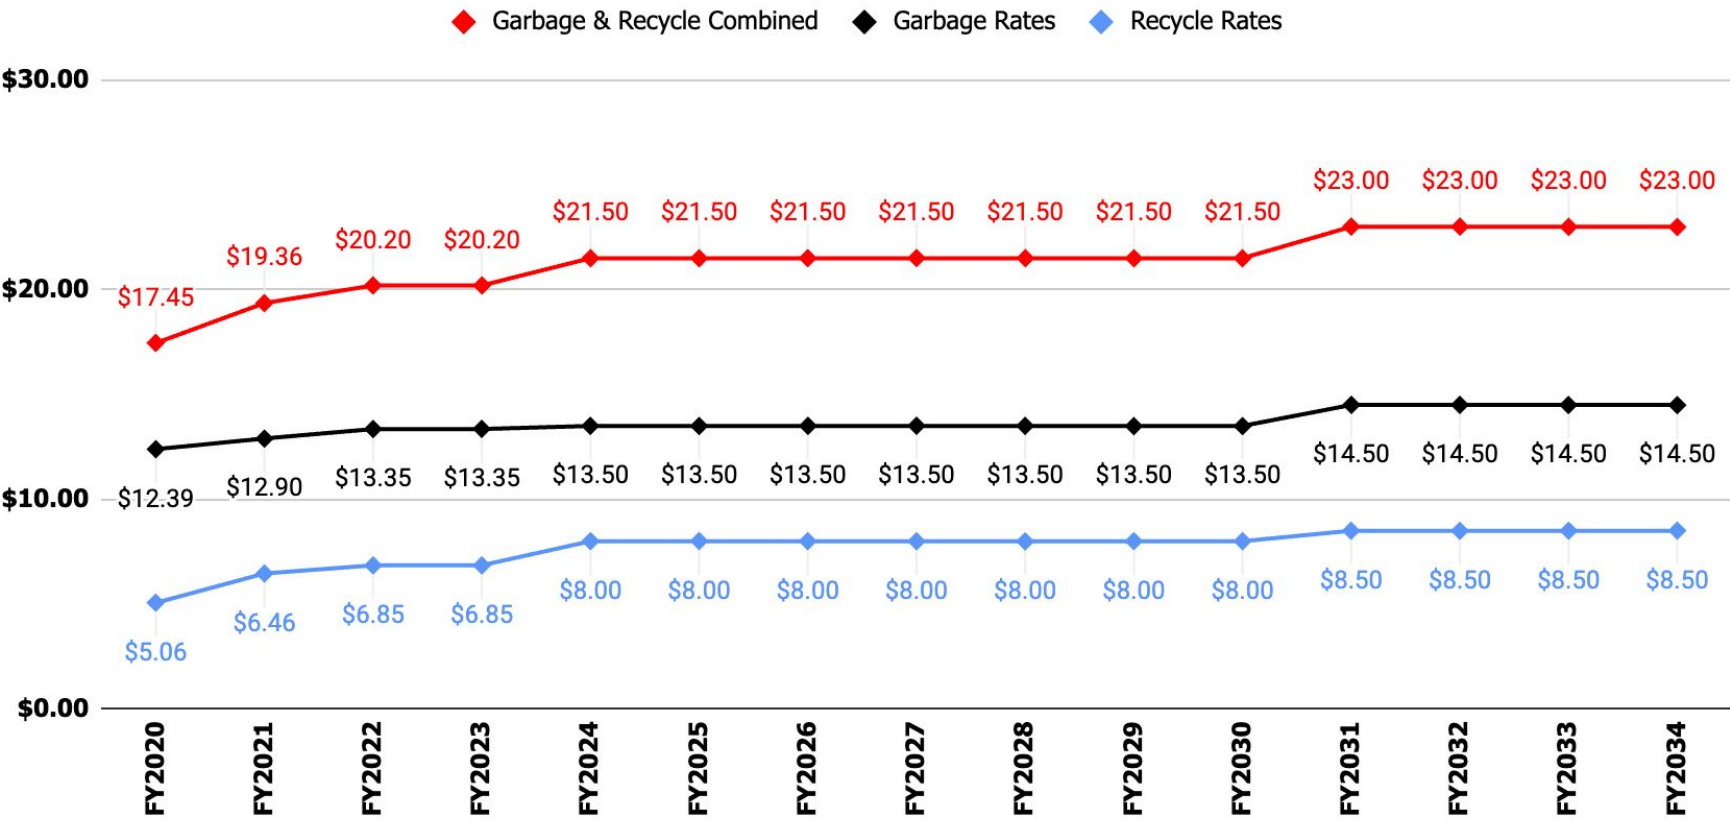 Garbage & Recycle Combined Garbage Rates Recycle Rates
$30.00
$23.00 $23.00 $23.00 $23.00
$21.50 $21.50 $21.50 $21.50 $21.50 $21.50 $21.50
$20.20 $20.20
$19.36
$20.00
$17.45
$14.50 $14.50 $14.50 $14.50
$13.35 $13.35 $13.50 $13.50 $13.50 $13.50 $13.50 $13.50 $13.50
$12.90
$10.00
$12.39
$8.50 $8.50 $8.50 $8.50
$8.00 $8.00 $8.00 $8.00 $8.00 $8.00 $8.00
$6.85 $6.85
$6.46
$5.06
$0.00
FY2020 FY2021 FY2022 FY2023 FY2024 FY2025 FY2026 FY2027 FY2028 FY2029 FY2030 FY2031 FY2032 FY2033 FY2034